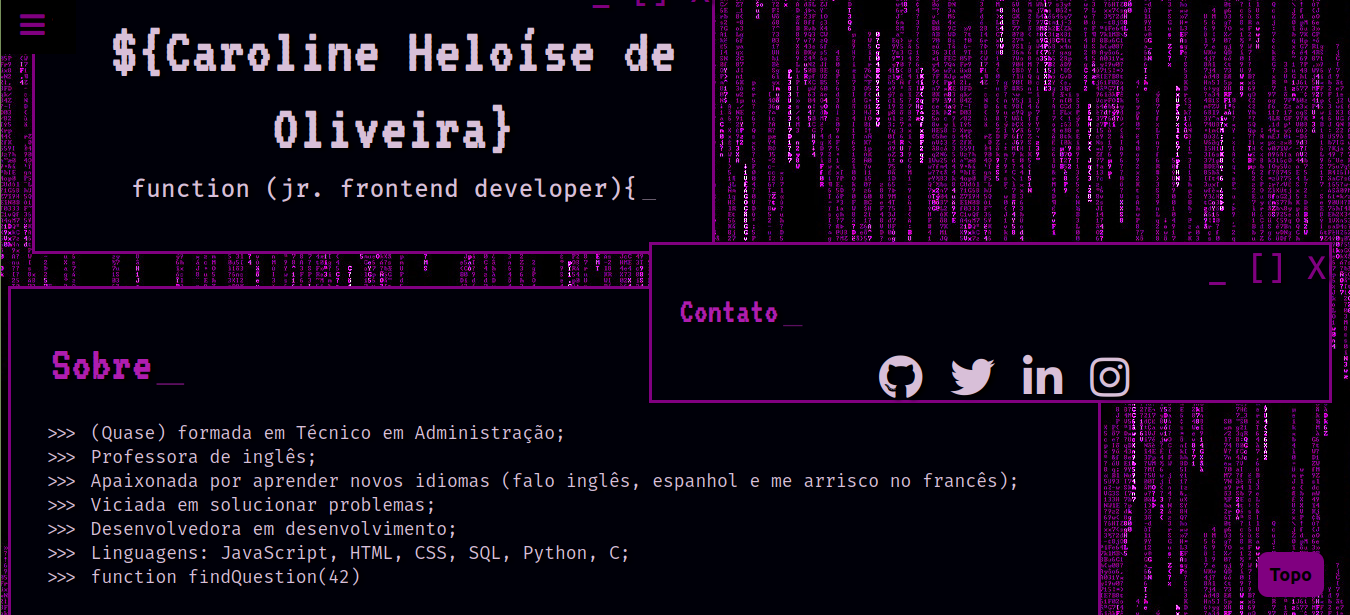 _ [] X
${Caroline Heloíse de
Oliveira}
function (jr. frontend developer){_
_ [] X
Contato_
in
Sobre_
>>> (Quase) formada em Técnico em Administração;
>>> Professora de inglês;
>>> Apaixonada por aprender novos idiomas (falo inglês, espanhol e me arrisco no francês);
>>> Viciada em solucionar problemas;
>>> Desenvolvedora em desenvolvimento;
>>> Linguagens: JavaScript, HTML, CSS, SQL, Python, C;
>>> function findQuestion(42)
Topo